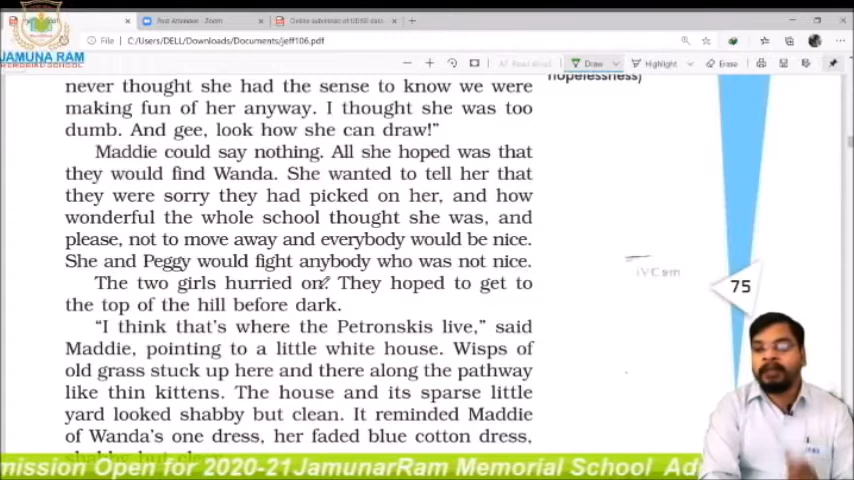 Post Attendee - Zoom
File
C:/Users/DELL/Downloads/Documents/jeff106.pdf
Draw
Highlight
Erase
JAMUNA RAM
MEMORIAL SCHOOL
never thought she had the sense to know we were
making fun of her anyway. I thought she was too
dumb. And gee, look how she can draw!"
Maddie could say nothing. All she hoped was that
they would find Wanda. She wanted to tell her that
they were sorry they had picked on her, and how
wonderful the whole school thought she was, and
please, not to move away and everybody would be nice.
She and Peggy would fight anybody who was not nice.
The two girls hurried on. They hoped to get to
the top of the hill before dark.
"I think that's where the Petronskis live," said
Maddie, pointing to a little white house. Wisps of
old grass stuck up here and there along the pathway
like thin kittens. The house and its sparse little
yard looked shabby but clean. It reminded Maddie
of Wanda's one dress, her faded blue cotton dress,
hopelessness)
75
mission Open for 2020-21JamunarRam Memorial School Ad